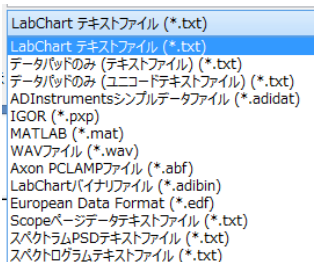 LabChart テキストファイル (*.txt)
LabChart テキストファイル (*.txt)
データパッドのみ (テキストファイル) (*.txt)
データパッドのみ (ユニコードテキストファイル) (*.txt)
ADInstrumentsシンプルデータファイル (*.adidat)
IGOR (*.pxp)
MATLAB (*.mat)
WAVファイル (*.wav)
Axon PCLAMPファイル (*.abf)
LabChartバイナリファイル (*.adibin)
European Data Format (*.edf)
Scopeページデータテキストファイル (*.txt)
スペクトラムPSDテキストファイル (*.txt)
スペクトログラムテキストファイル (*.txt)